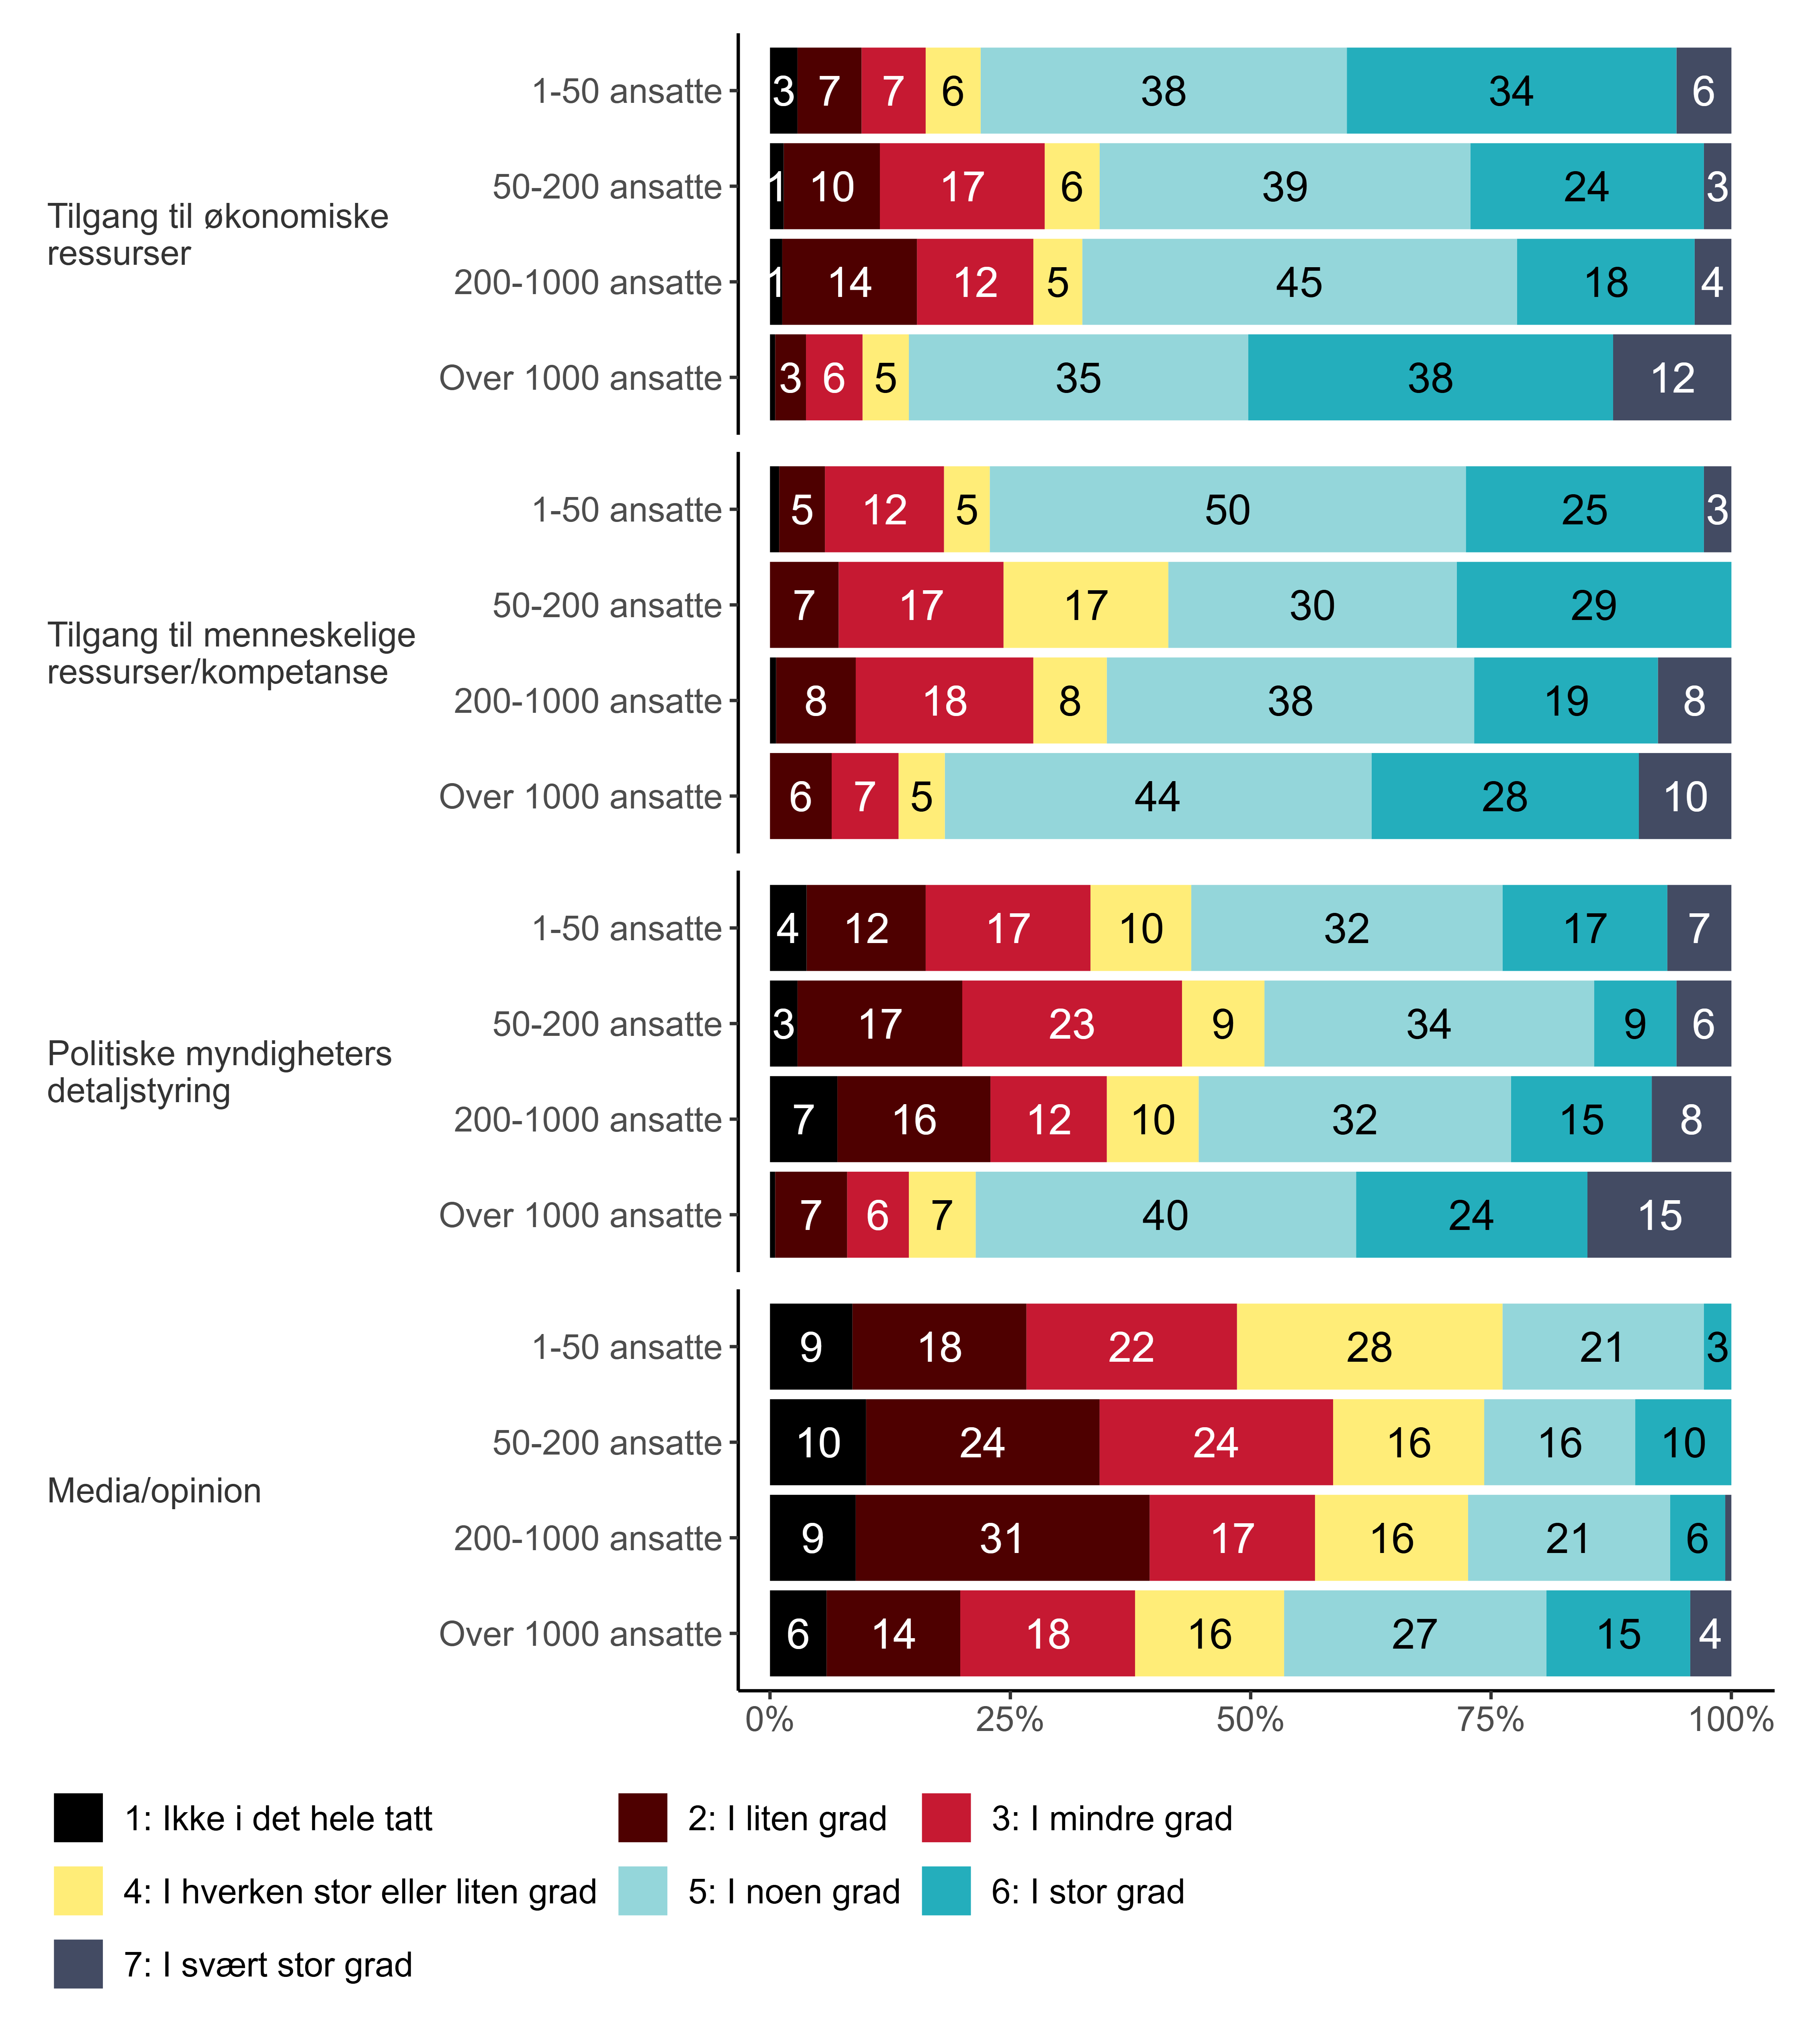 1-50 ansatte 3 7 7 6 38 34 6
50-200 ansatte 1 10 17 6 39 24 3
Tilgang til økonomiske
ressurser
200-1000 ansatte 1 14 12 5 45 18 4
Over 1000 ansatte 3 6 5 35 38 12
1-50 ansatte 5 12 5 50 25 3
50-200 ansatte 7 17 17 30 29
Tilgang til menneskelige
ressurser/kompetanse
200-1000 ansatte 8 18 8 38 19 8
Over 1000 ansatte 6 7 5 44 28 10
1-50 ansatte 4 12 17 10 32 17 7
50-200 ansatte 3 17 23 9 34 9 6
Politiske myndigheters
detaljstyring
200-1000 ansatte 7 16 12 10 32 15 8
Over 1000 ansatte 7 6 7 40 24 15
1-50 ansatte 9 18 22 28 21 3
50-200 ansatte 10 24 24 16 16 10
Media/opinion
200-1000 ansatte 9 31 17 16 21 6
Over 1000 ansatte 6 14 18 16 27 15 4
0% 25% 50% 75% 100%
1: Ikke i det hele tatt 2: I liten grad 3: I mindre grad
4: I hverken stor eller liten grad 5: I noen grad 6: I stor grad
7: I svært stor grad